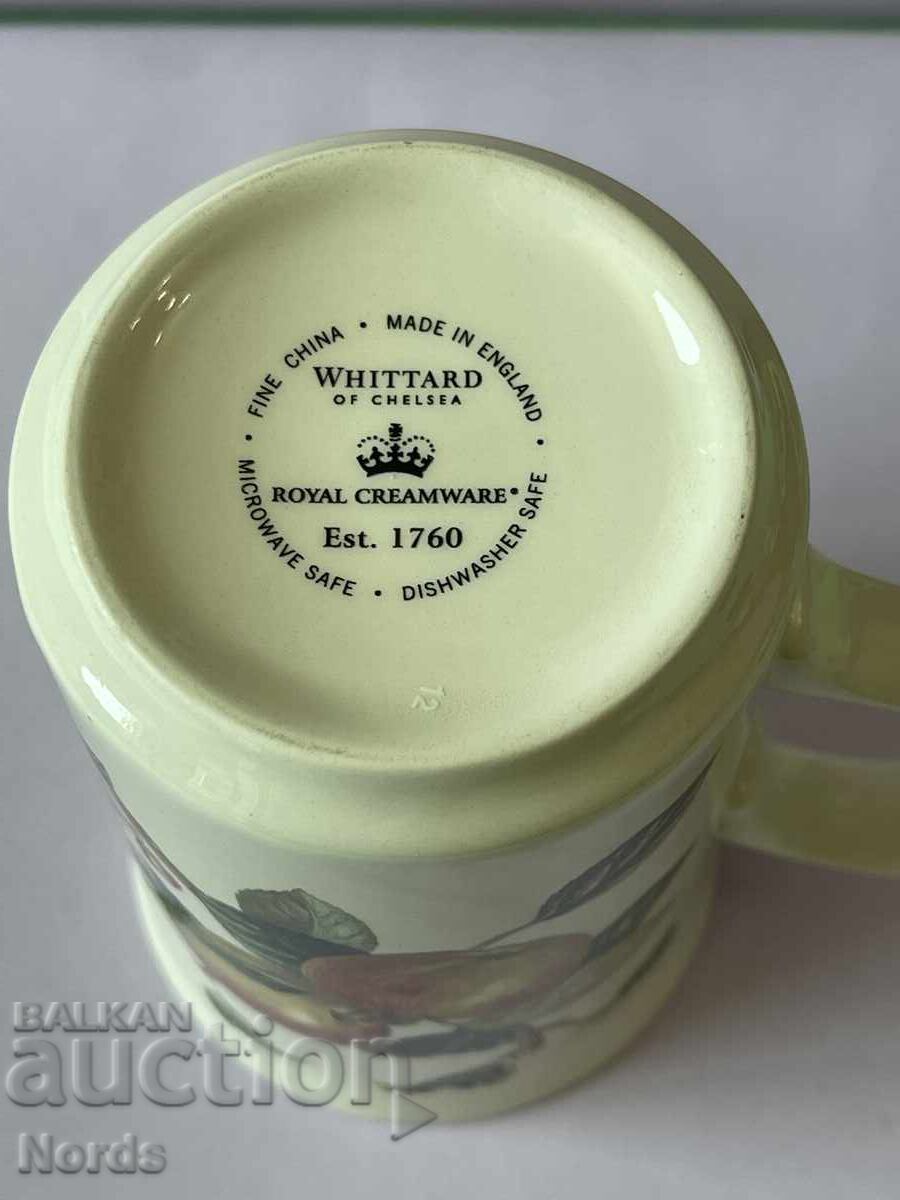 FINE CHINA • MADE IN ENGLAND • DISHWASHER SAFE • MICROWAVE SAFE •
WHITTARD
OF CHELSEA
ROYAL CREAMWARE®
Est. 1760
12
BALKAN
auction
Nords